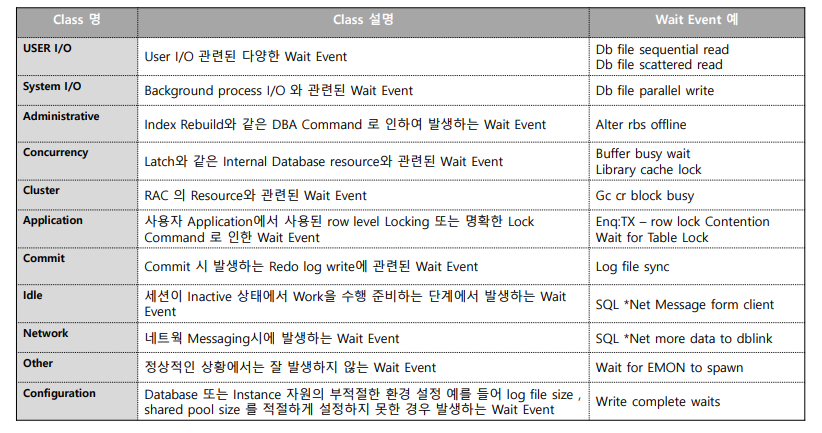 Class 명 Class 설명 Wait Event 예
USER I/O User I/O 관련된 다양한 Wait Event Db file sequential read
Db file scattered read
System I/O Background process I/O 와 관련된 Wait Event Db file parallel write
Administrative Index Rebuild와 같은 DBA Command 로 인하여 발생하는 Wait Event Alter rbs offline
Concurrency Latch와 같은 Internal Database resource와 관련된 Wait Event Buffer busy wait
Library cache lock
Cluster RAC 의 Resource와 관련된 Wait Event Gc cr block busy
Application 사용자 Application에서 사용된 row level Locking 또는 명확한 Lock Enq:TX – row lock Contention
Command 로 인한 Wait Event Wait for Table Lock
Commit Commit 시 발생하는 Redo log write에 관련된 Wait Event Log file sync
Idle 세션이 Inactive 상태에서 Work을 수행 준비하는 단계에서 발생하는 Wait SQL *Net Message form client
Event
Network 네트웍 Messaging시에 발생하는 Wait Event SQL *Net more data to dblink
Other 정상적인 상황에서는 잘 발생하지 않는 Wait Event Wait for EMON to spawn
Configuration Database 또는 Instance 자원의 부적절한 환경 설정 예를 들어 log file size , Write complete waits
shared pool size 를 적절하게 설정하지 못한 경우 발생하는 Wait Event